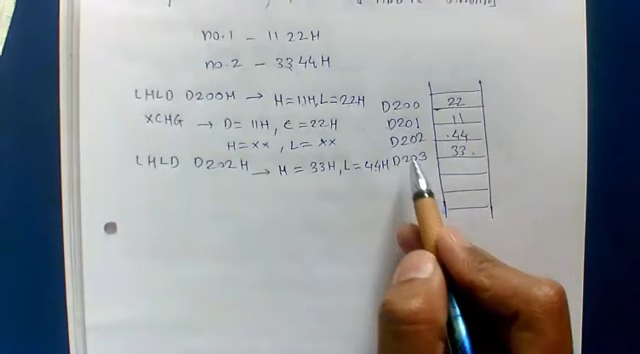 no.1 - 1122H
no.2 - 3344H
LHLD D200H → H=11H, L=22H
XCHG → D=11H, E=22H
H=xx, L=xx
LHLD D202H → H=33H, L=44H
D200 22
D201 11
D202 44
D203 33